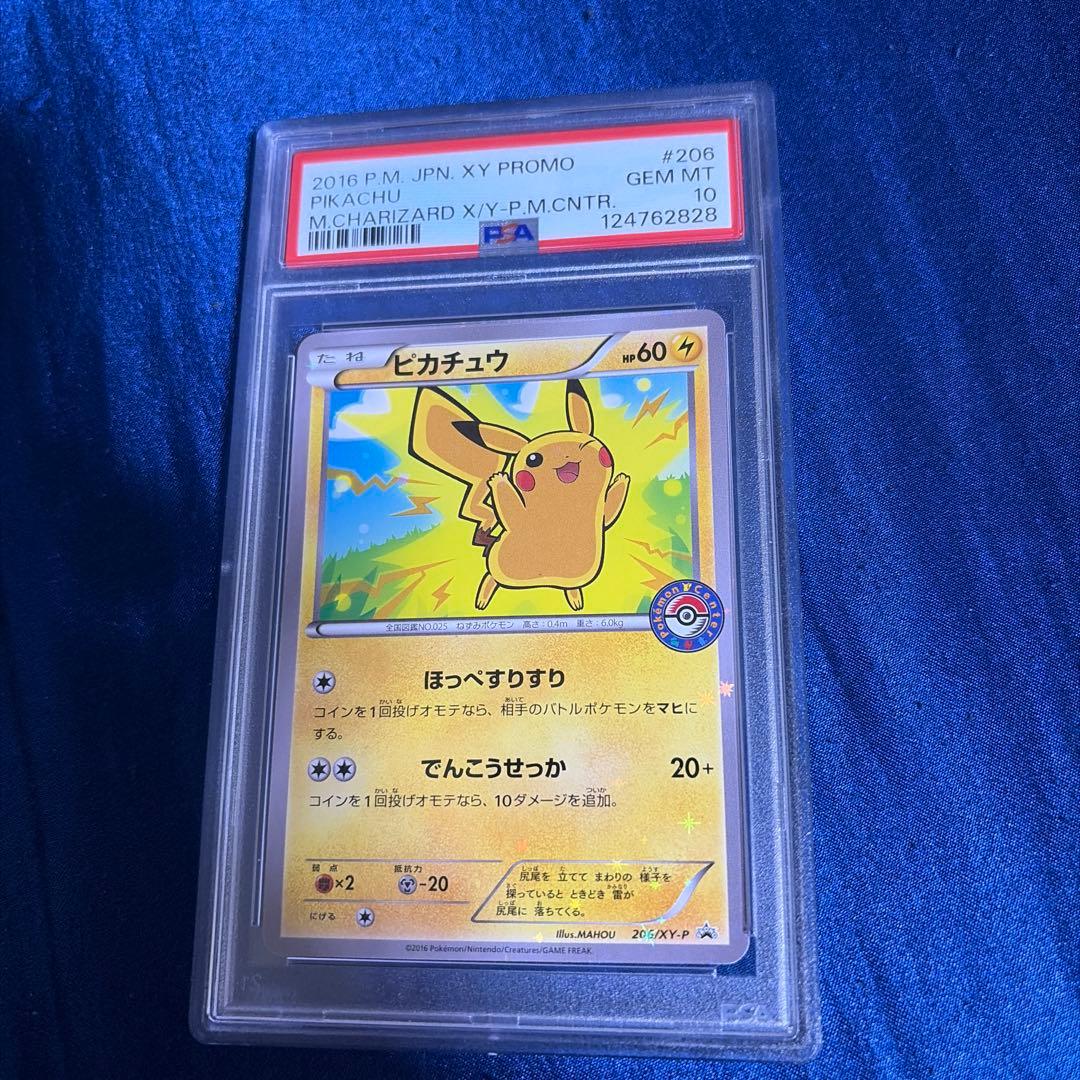 2016 P.M. JPN. XY PROMO #206
PIKACHU GEM MT
M.CHARIZARD X/Y-P.M.CNTR. 10
124762828
PSA
たね ピカチュウ HP60
全国図鑑NO.025 ねずみポケモン 高さ:0.4m 重さ:6.0kg
Pokémon Center
ほっぺすりすり
コインを1回投げオモテなら、相手のバトルポケモンをマヒに
する。
でんこうせっか 20+
コインを1回投げオモテなら、10ダメージを追加。
弱点 抵抗力
×2 -20
にげる
尻尾を 立てて まわりの 様子を
探っていると ときどき 雷が
尻尾に 落ちてくる。
Illus.MAHOU 206/XY-P
©2016 Pokémon/Nintendo/Creatures/GAME FREAK.
PSA